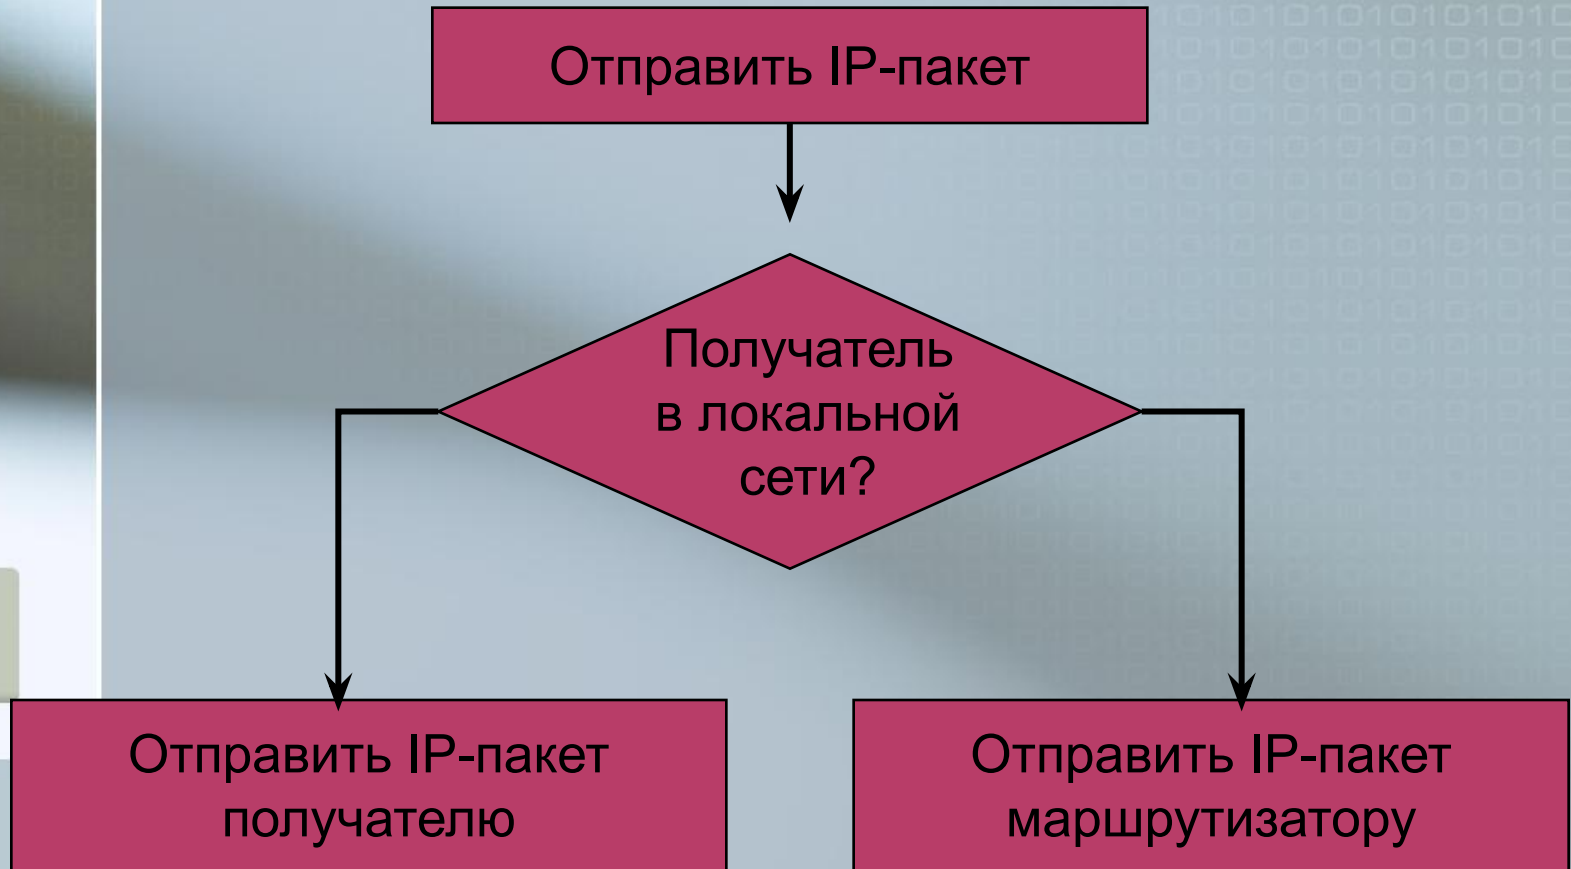 Отправить IP-пакет
Получатель
в локальной
сети?
Отправить IP-пакет
получателю
Отправить IP-пакет
маршрутизатору